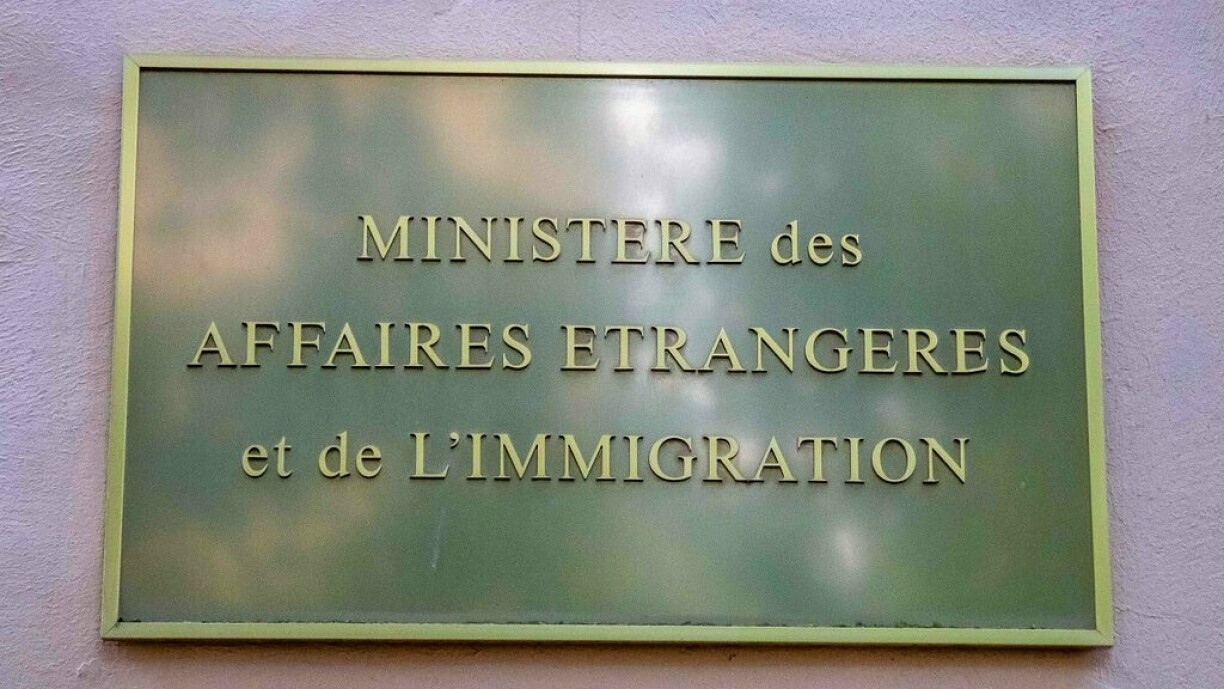 MINISTERE des
AFFAIRES ETRANGERES
et de L'IMMIGRATION